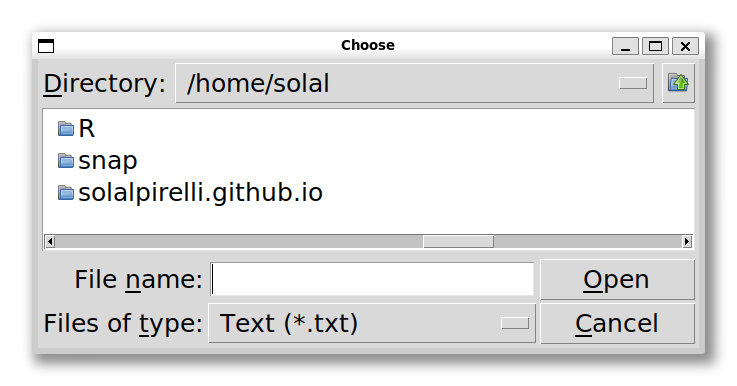 Choose
Directory: /home/solal
R
snap
solalpirelli.github.io
File name: Open
Files of type: Text (*.txt) Cancel